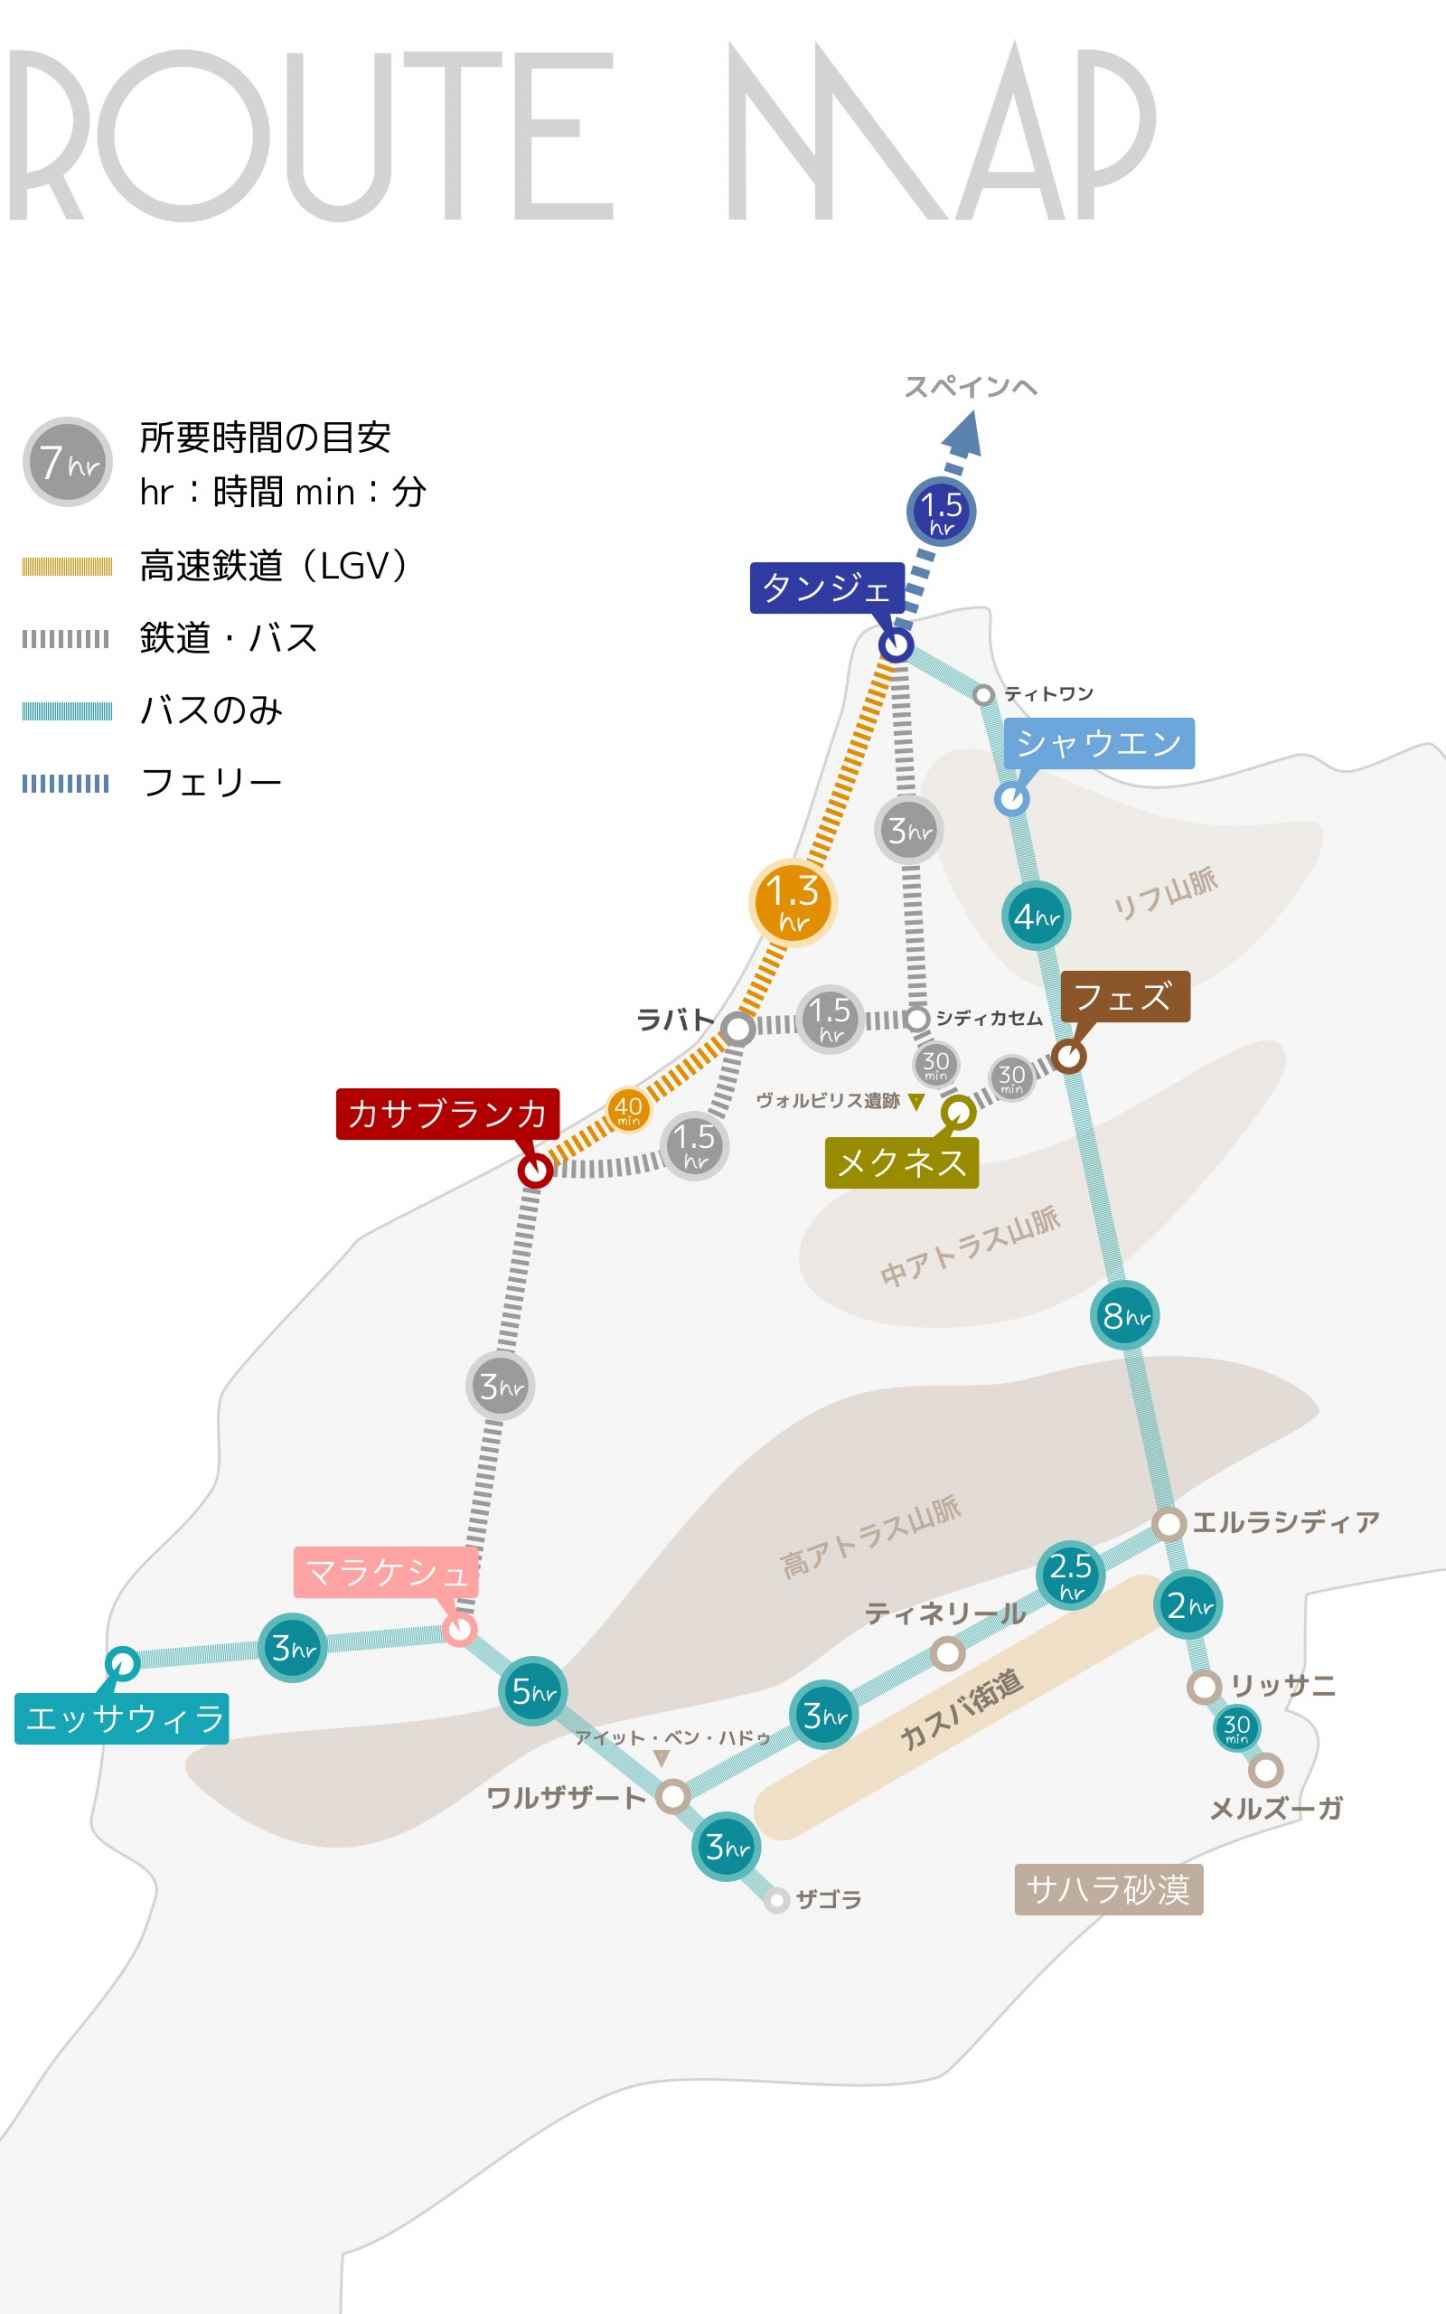 ROUTE MAP
スペインへ
7hr
所要時間の目安
hr：時間 min：分
1.5
hr
高速鉄道（LGV）
タンジェ
鉄道・バス
ティトワン
バスのみ
シャウエン
フェリー
3hr
1.3
hr
リフ山脈
4hr
フェズ
ラバト
1.5
hr
シディカセム
30
min
30
min
ヴォルビリス遺跡
カサブランカ
40
min
1.5
hr
メクネス
中アトラス山脈
8hr
3hr
高アトラス山脈
エルラシディア
マラケシュ
2.5
hr
2hr
ティネリール
3hr
エッサウィラ
5hr
リッサニ
カスバ街道
3hr
30
min
アイット・ベン・ハドゥ
ワルザザート
メルズーガ
3hr
サハラ砂漠
ザゴラ